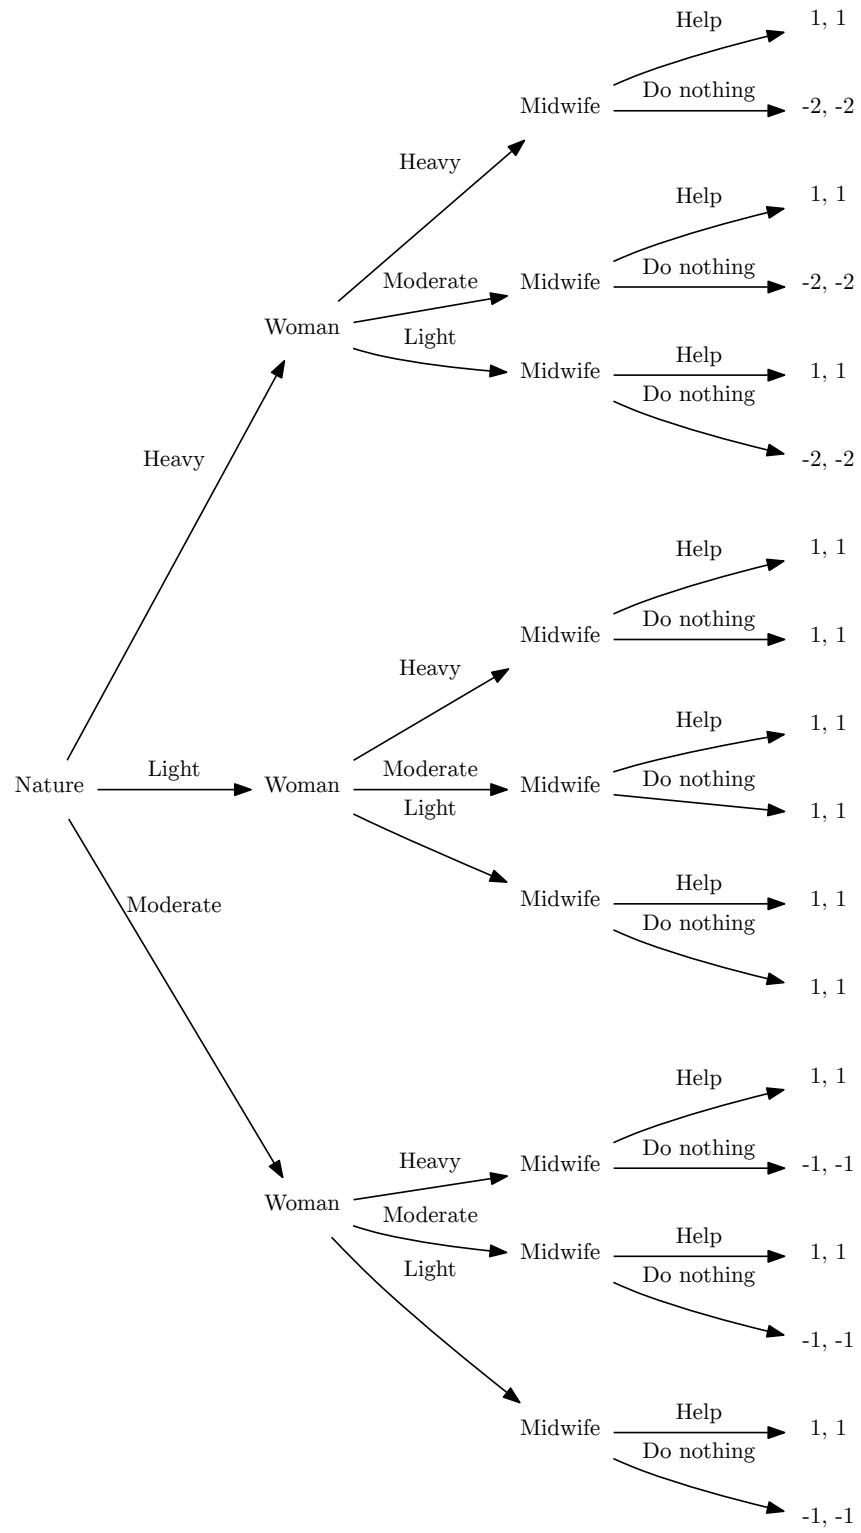 Help
1, 1
Do nothing
Midwife
-2, -2
Heavy
Help
1, 1
Do nothing
Moderate
Midwife
-2, -2
Woman
Light
Help
Midwife
1, 1
Do nothing
Heavy
-2, -2
Help
1, 1
Do nothing
Midwife
1, 1
Heavy
Help
1, 1
Light
Moderate
Do nothing
Nature
Woman
Midwife
Light
1, 1
Help
Midwife
1, 1
Moderate
Do nothing
1, 1
Help
1, 1
Do nothing
Heavy
Midwife
-1, -1
Woman
Moderate
Help
Midwife
1, 1
Light
Do nothing
-1, -1
Help
Midwife
1, 1
Do nothing
-1, -1